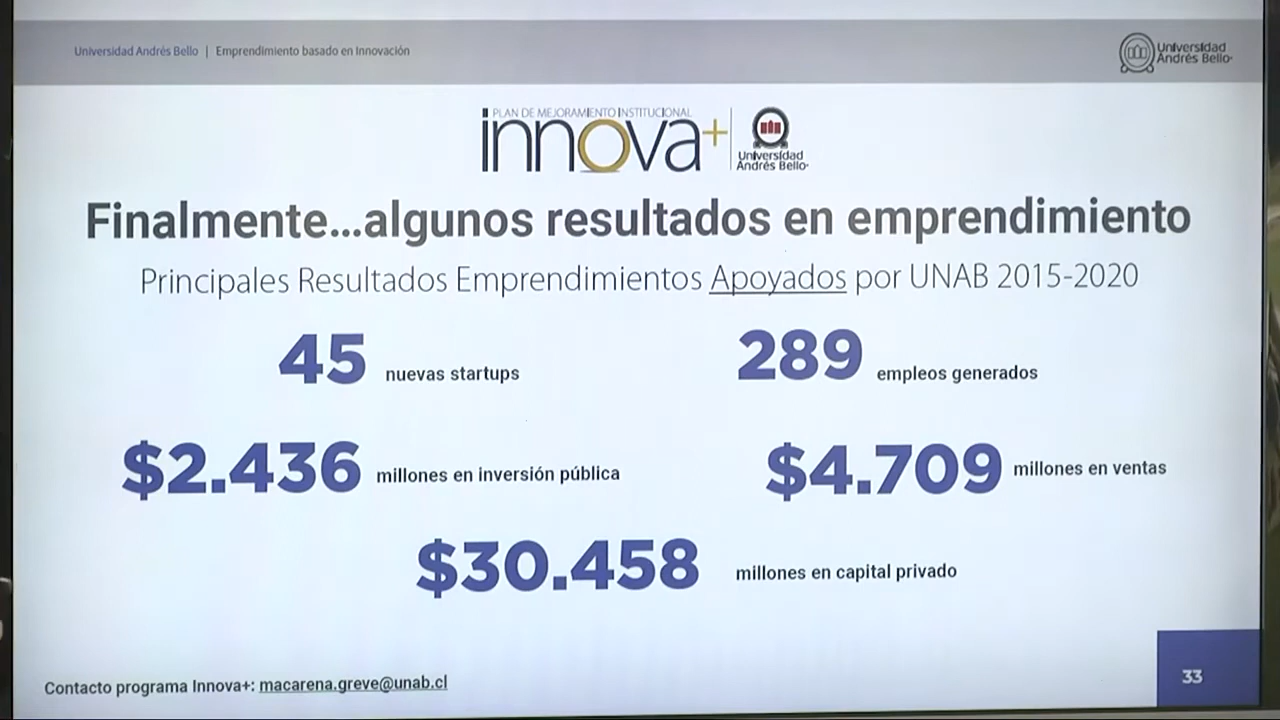 Universidad Andrés Bello | Emprendimiento basado en Innovación
Universidad
Andrés Bello
PLAN DE MEJORAMIENTO INSTITUCIONAL
innova+
Universidad
Andrés Bello
Finalmente...algunos resultados en emprendimiento
Principales Resultados Emprendimientos Apoyados por UNAB 2015-2020
45 nuevas startups
289 empleos generados
$2.436 millones en inversión pública
$4.709 millones en ventas
$30.458 millones en capital privado
Contacto programa Innova+: macarena.greve@unab.cl
33